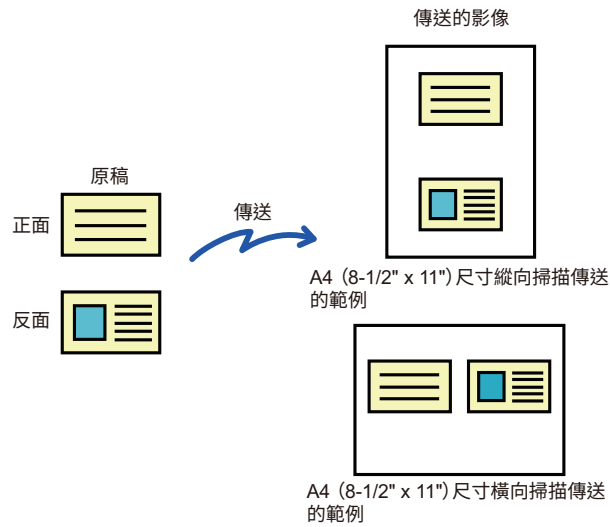 傳送的影像
原稿
正面
傳送
反面
A4 (8-1/2" x 11")尺寸縱向掃描傳送
的範例
A4 (8-1/2" x 11")尺寸橫向掃描傳送
的範例